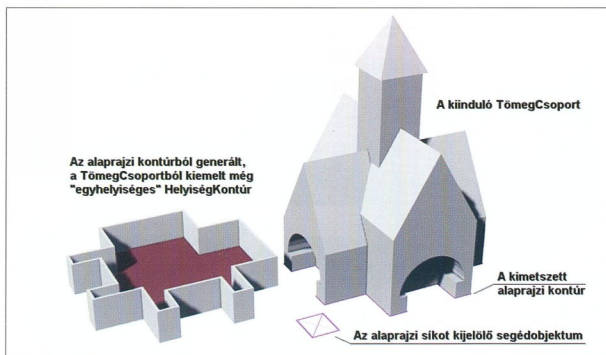 A kiinduló TömegCsoport
Az alaprajzi kontúrból generált,
a TömegCsoportból kiemelt még
"egyhelyiséges" HelyiségKontúr
A kimetszett
alaprajzi kontúr
Az alaprajzi síkot kijelölő segédobjektum